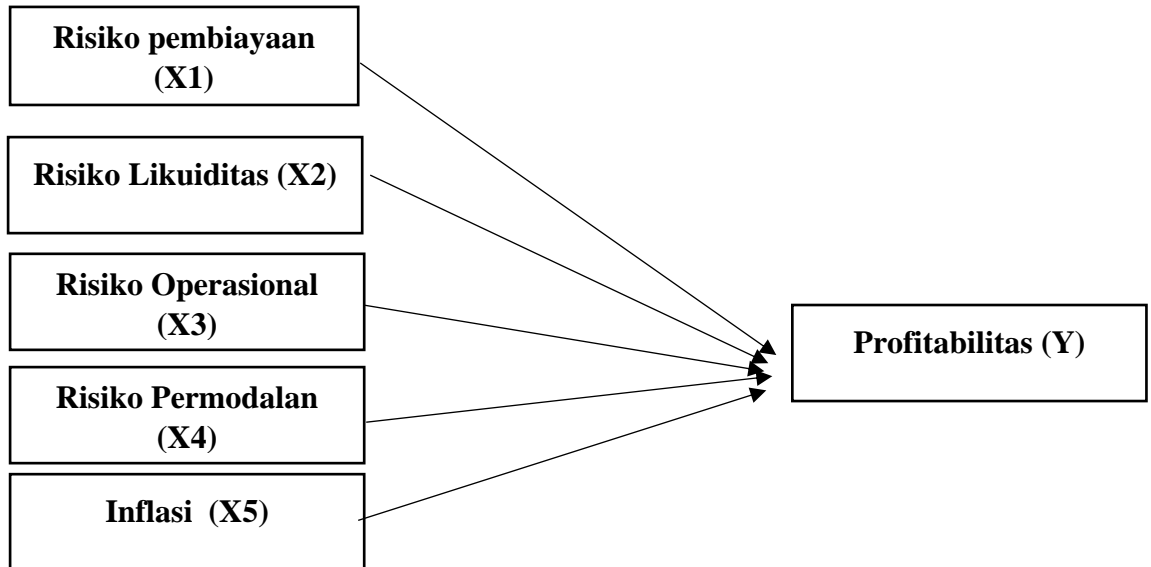 Risiko pembiayaan
(X1)
Risiko Likuiditas (X2)
Risiko Operasional
(X3)
Risiko Permodalan
(X4)
Inflasi (X5)
Profitabilitas (Y)